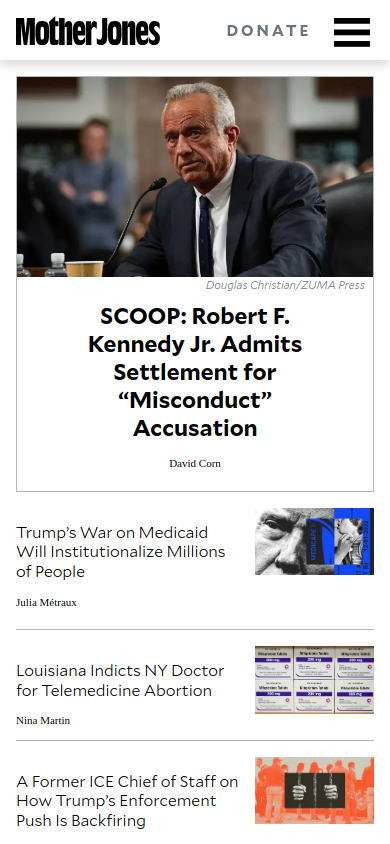 Mother Jones
DONATE
Douglas Christian/ZUMA Press
SCOOP: Robert F.
Kennedy Jr. Admits
Settlement for
“Misconduct”
Accusation
David Corn
Trump’s War on Medicaid
Will Institutionalize Millions
of People
Julia Métraux
Louisiana Indicts NY Doctor
for Telemedicine Abortion
Nina Martin
A Former ICE Chief of Staff on
How Trump’s Enforcement
Push Is Backfiring